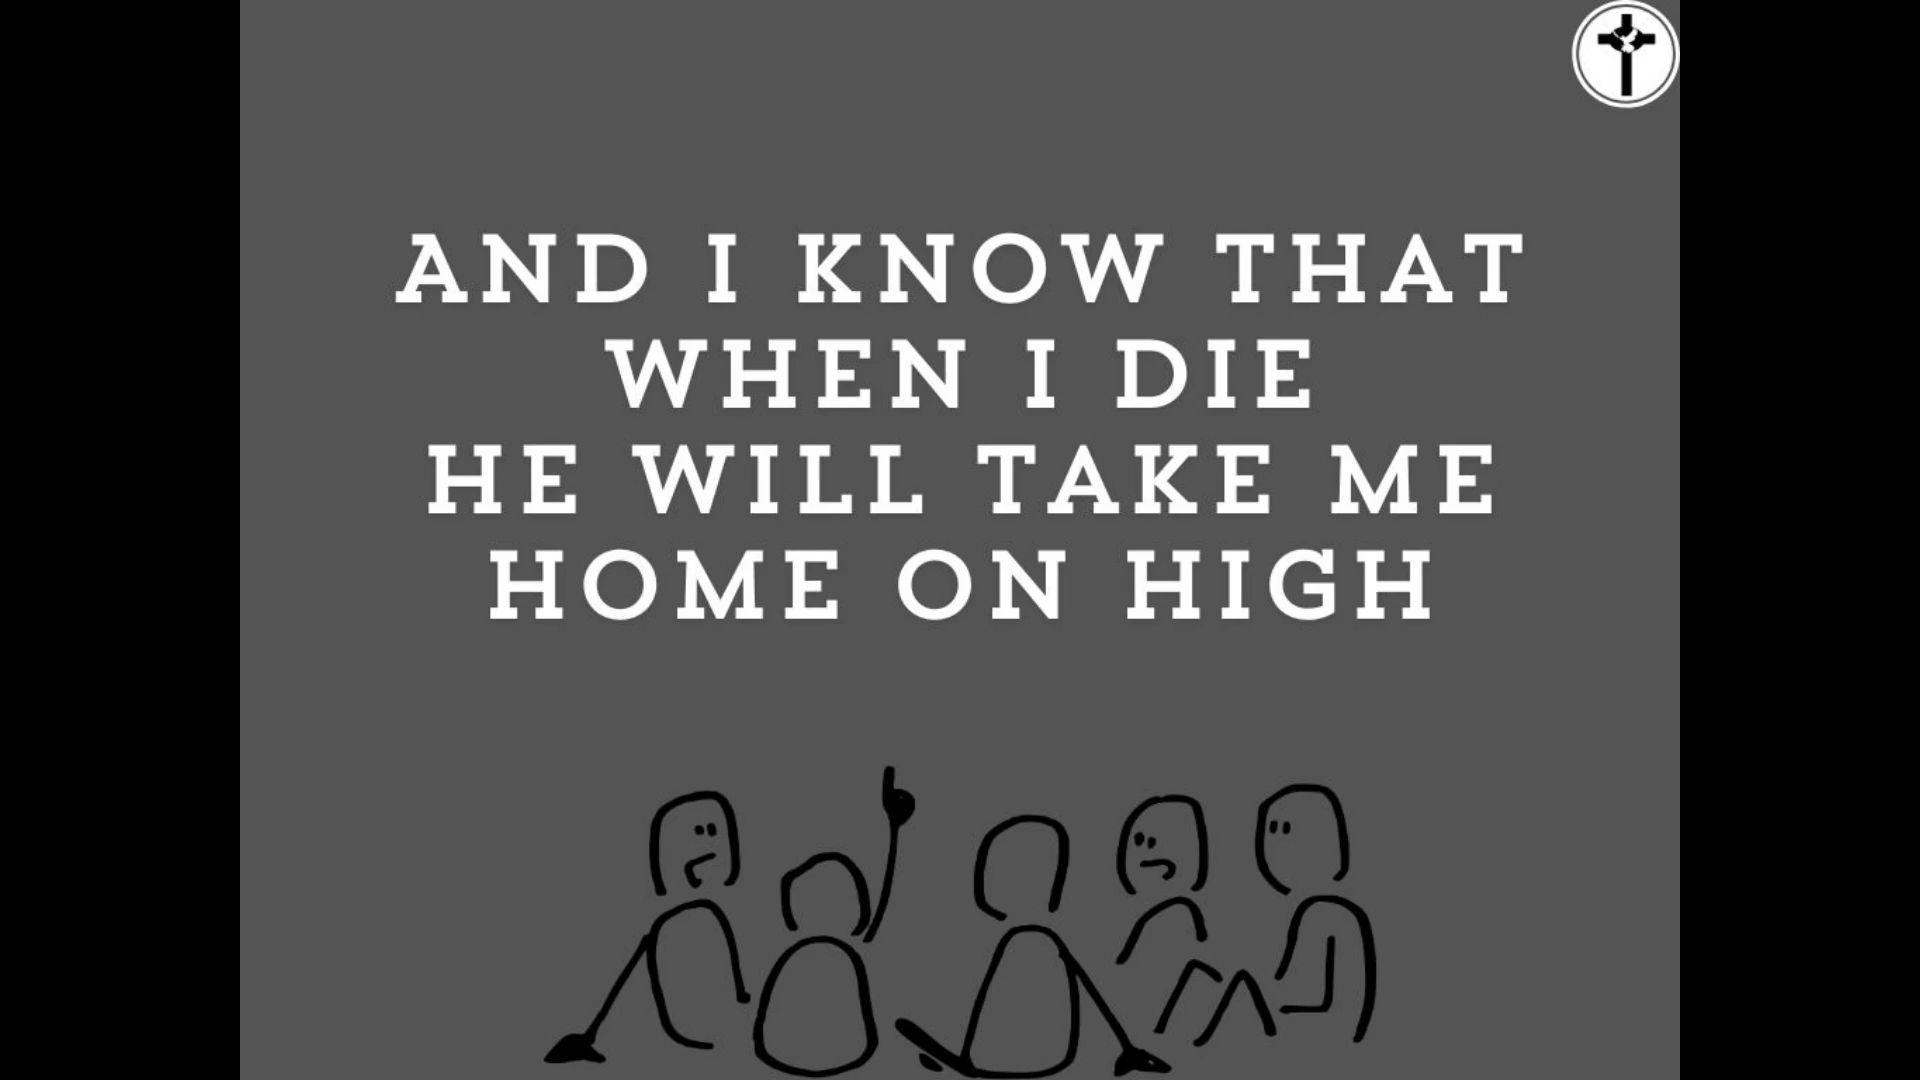 AND I KNOW THAT
WHEN I DIE
HE WILL TAKE ME
HOME ON HIGH